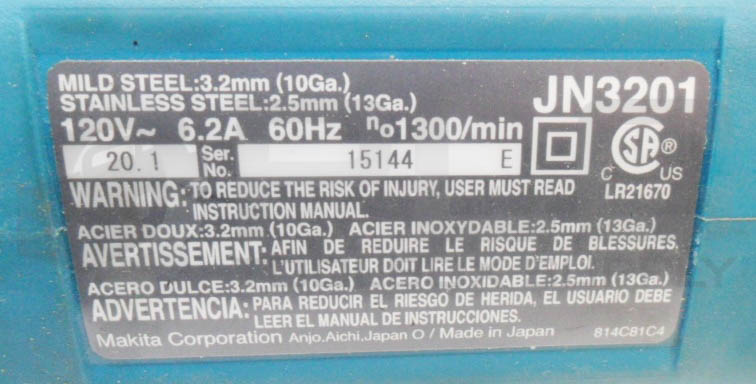 MILD STEEL:3.2mm (10Ga.)
STAINLESS STEEL:2.5mm (13Ga.)
JN3201
120V~ 6.2A 60Hz no1300/min
20.1 Ser. No. 15144 E
SA ®
C US
LR21670
WARNING: TO REDUCE THE RISK OF INJURY, USER MUST READ
INSTRUCTION MANUAL.
ACIER DOUX:3.2mm (10Ga.) ACIER INOXYDABLE:2.5mm (13Ga.)
AVERTISSEMENT: AFIN DE REDUIRE LE RISQUE DE BLESSURES.
L'UTILISATEUR DOIT LIRE LE MODE D'EMPLOI.
ACERO DULCE:3.2mm (10Ga.) ACERO INOXIDABLE:2.5mm (13Ga.)
ADVERTENCIA: PARA REDUCIR EL RIESGO DE HERIDA, EL USUARIO DEBE
LEER EL MANUAL DE INSTRUCCIONES.
Makita Corporation Anjo,Aichi,Japan O / Made in Japan 814C81C4